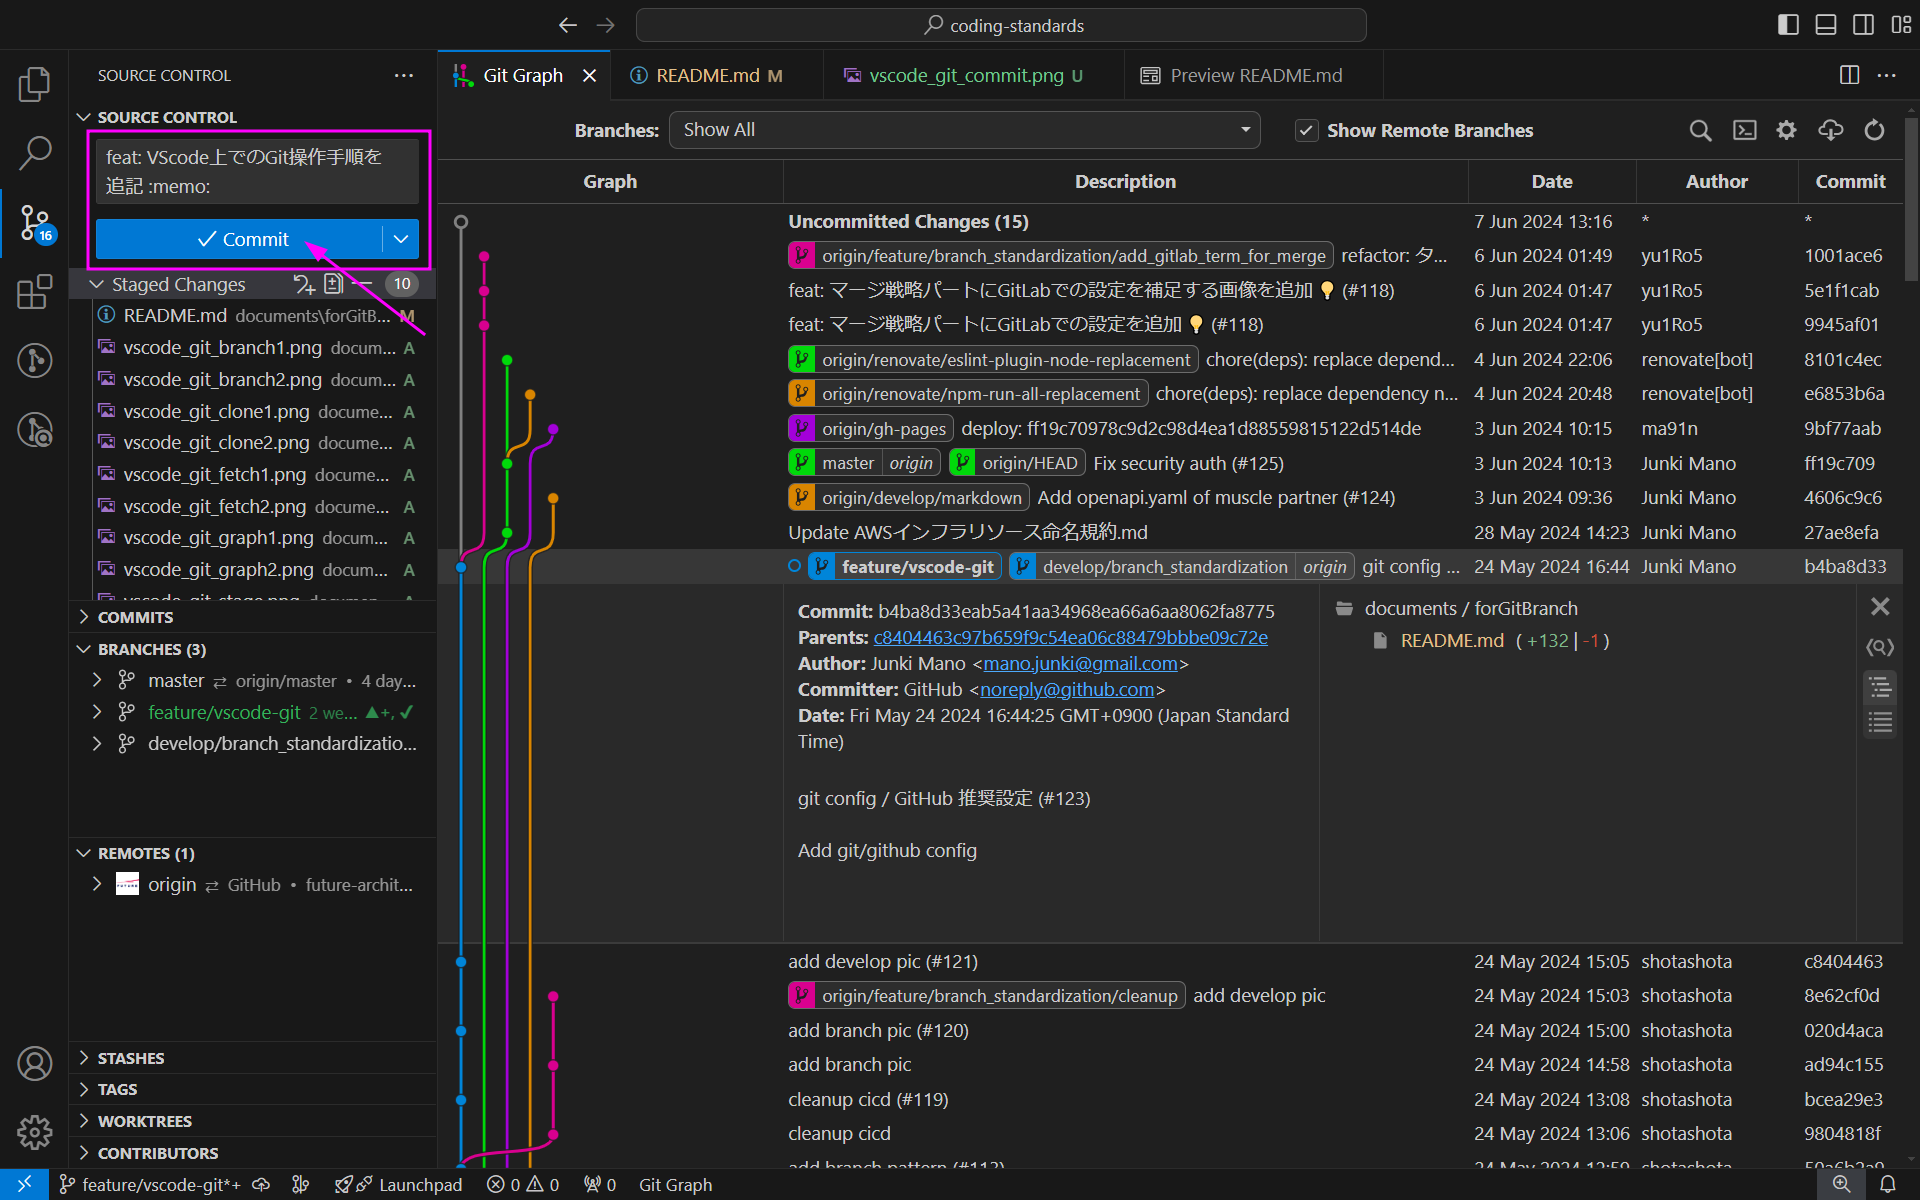 coding-standards
SOURCE CONTROL
SOURCE CONTROL
feat: VScode上でのGit操作手順を
追記 :memo:
Commit
Staged Changes 10
README.md documents\forGitB... M
vscode_git_branch1.png docum... A
vscode_git_branch2.png docum... A
vscode_git_clone1.png docume... A
vscode_git_clone2.png docume... A
vscode_git_fetch1.png docume... A
vscode_git_fetch2.png docume... A
vscode_git_graph1.png docum... A
vscode_git_graph2.png docum... A
COMMITS
BRANCHES (3)
master ⇄ origin/master • 4 day...
feature/vscode-git 2 we... ▲+, ✓
develop/branch_standardizatio...
REMOTES (1)
origin ⇄ GitHub • future-archit...
STASHES
TAGS
WORKTREES
CONTRIBUTORS
16
Git Graph
README.md M
vscode_git_commit.png U
Preview README.md
Branches: Show All Show Remote Branches
Graph Description Date Author Commit
Uncommitted Changes (15) 7 Jun 2024 13:16 * *
origin/feature/branch_standardization/add_gitlab_term_for_merge refactor: タ... 6 Jun 2024 01:49 yu1Ro5 1001ace6
feat: マージ戦略パートにGitLabでの設定を補足する画像を追加 💡 (#118) 6 Jun 2024 01:47 yu1Ro5 5e1f1cab
feat: マージ戦略パートにGitLabでの設定を追加 💡 (#118) 6 Jun 2024 01:47 yu1Ro5 9945af01
origin/renovate/eslint-plugin-node-replacement chore(deps): replace depend... 4 Jun 2024 22:06 renovate[bot] 8101c4ec
origin/renovate/npm-run-all-replacement chore(deps): replace dependency n... 4 Jun 2024 20:48 renovate[bot] e6853b6a
origin/gh-pages deploy: ff19c70978c9d2c98d4ea1d88559815122d514de 3 Jun 2024 10:15 ma91n 9bf77aab
master origin origin/HEAD Fix security auth (#125) 3 Jun 2024 10:13 Junki Mano ff19c709
origin/develop/markdown Add openapi.yaml of muscle partner (#124) 3 Jun 2024 09:36 Junki Mano 4606c9c6
Update AWSインフラリソース命名規約.md 28 May 2024 14:23 Junki Mano 27ae8efa
feature/vscode-git develop/branch_standardization origin git config ... 24 May 2024 16:44 Junki Mano b4ba8d33
Commit: b4ba8d33eab5a41aa34968ea66a6aa8062fa8775
Parents: c8404463c97b659f9c54ea06c88479bbbe09c72e
Author: Junki Mano <mano.junki@gmail.com>
Committer: GitHub <noreply@github.com>
Date: Fri May 24 2024 16:44:25 GMT+0900 (Japan Standard
Time)
git config / GitHub 推奨設定 (#123)
Add git/github config
documents / forGitBranch
README.md ( +132 | -1 )
add develop pic (#121) 24 May 2024 15:05 shotashota c8404463
origin/feature/branch_standardization/cleanup add develop pic 24 May 2024 15:03 shotashota 8e62cf0d
add branch pic (#120) 24 May 2024 15:00 shotashota 020d4aca
add branch pic 24 May 2024 14:58 shotashota ad94c155
cleanup cicd (#119) 24 May 2024 13:08 shotashota bcea29e3
cleanup cicd 24 May 2024 13:06 shotashota 9804818f
add branch pattern (#113) 24 May 2024 12:59 shotashota
feature/vscode-git*+ Launchpad 0 0 0 Git Graph